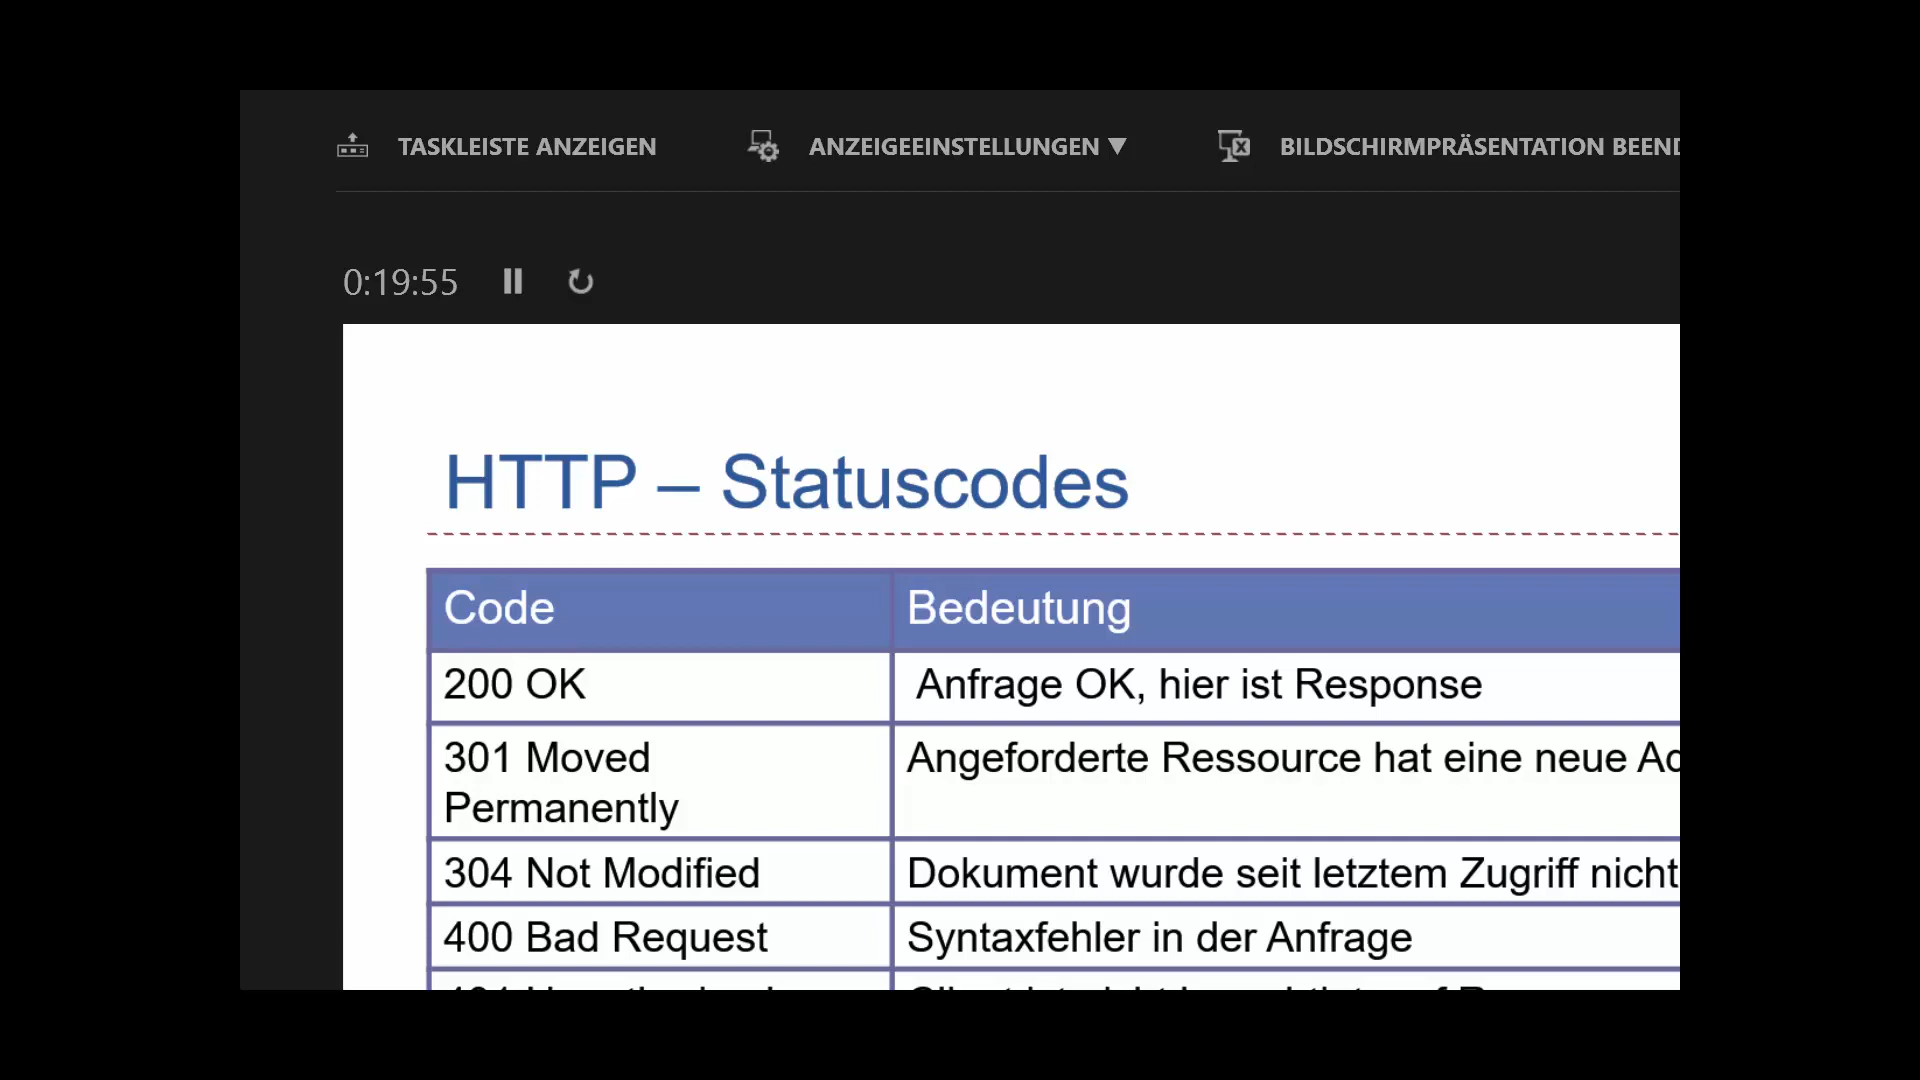 TASKLEISTE ANZEIGEN ANZEIGEEINSTELLUNGEN ▼ BILDSCHIRMPRÄSENTATION
0:19:55
HTTP – Statuscodes
Code Bedeutung
200 OK Anfrage OK, hier ist Response
301 Moved Angeforderte Ressource hat eine neue
Permanently
304 Not Modified Dokument wurde seit letztem Zugriff nicht
400 Bad Request Syntaxfehler in der Anfrage